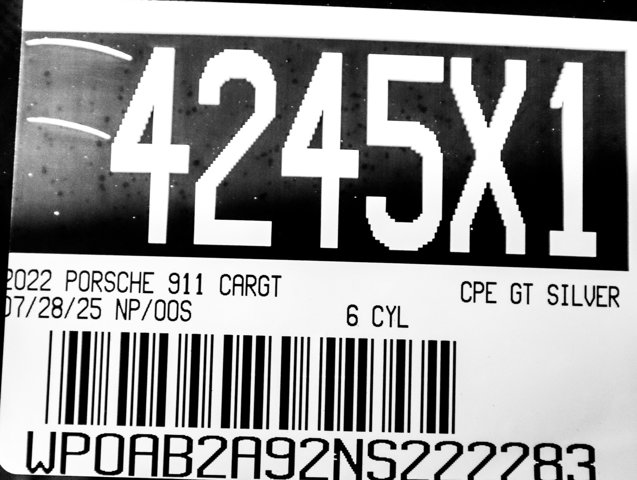 4245X1
2022 PORSCHE 911 CARGT CPE GT SILVER
07/28/25 NP/OOS 6 CYL
WP0AB2A92NS222283